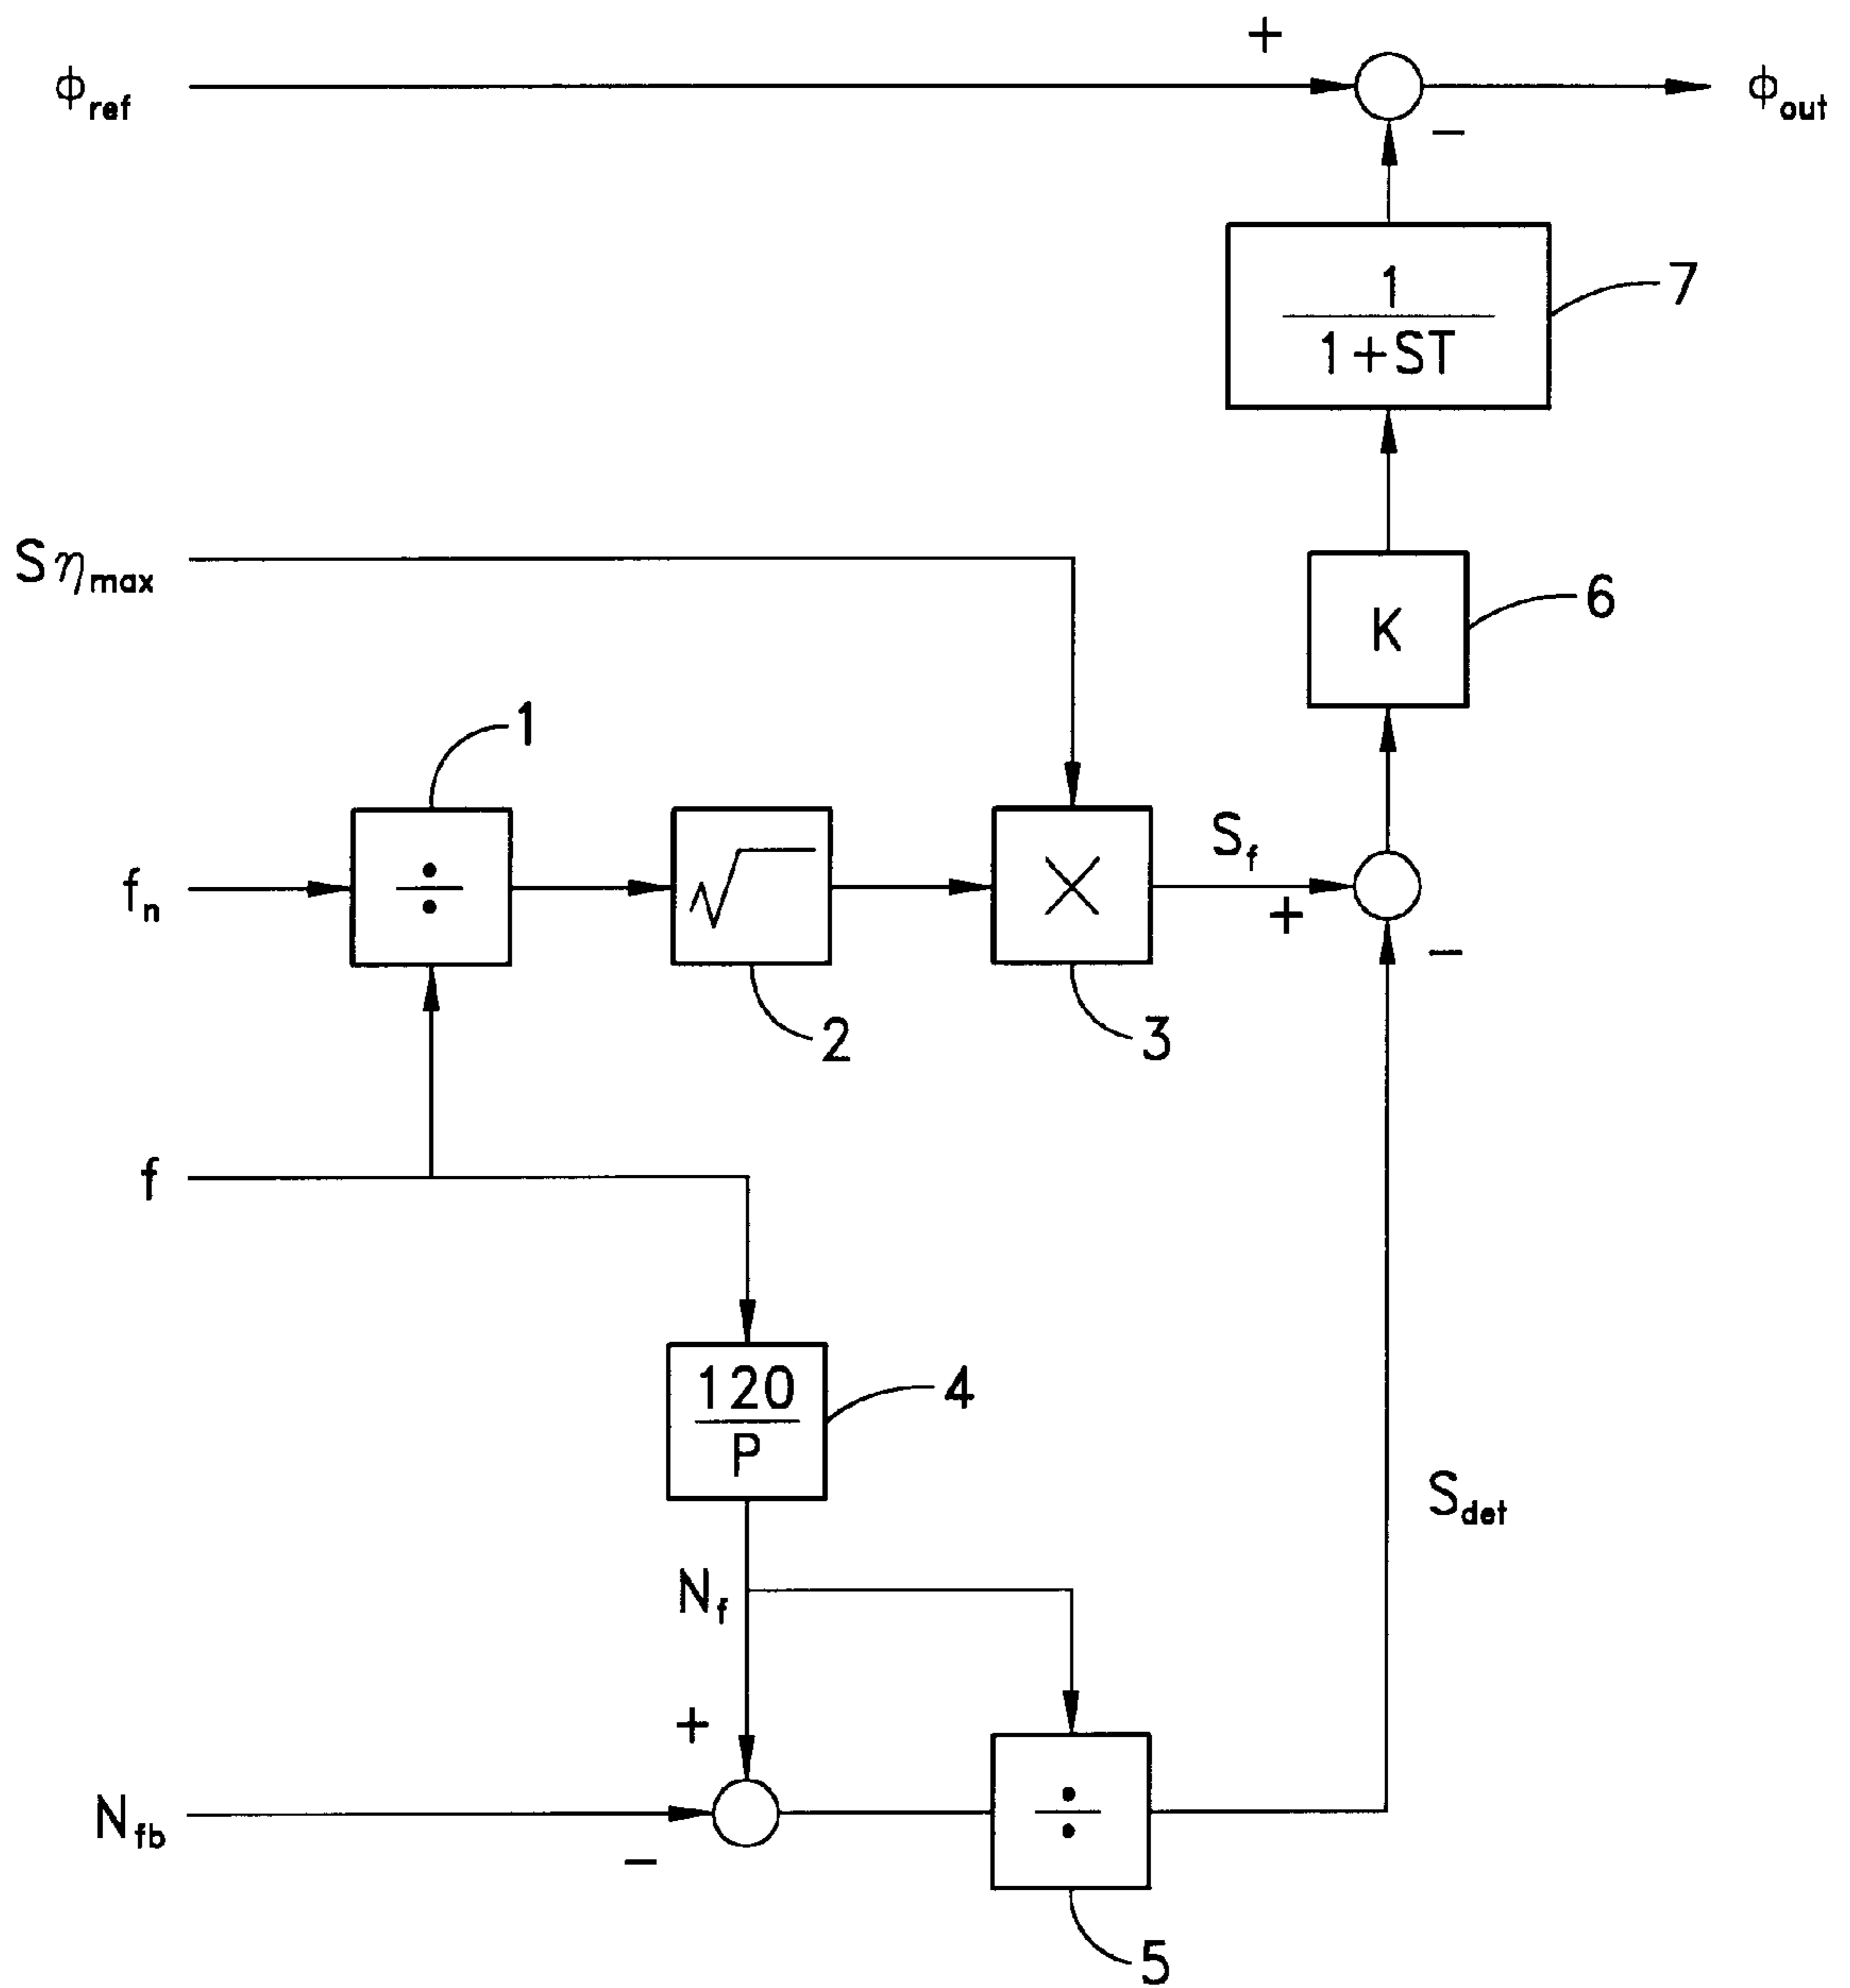 +
ϕref
ϕout
−
1
1+ST
7
Sηmax
K
6
1
÷
√
×
Sf
fn
+
−
2
3
f
120
P
4
Sdet
Nf
+
÷
Nfb
−
5